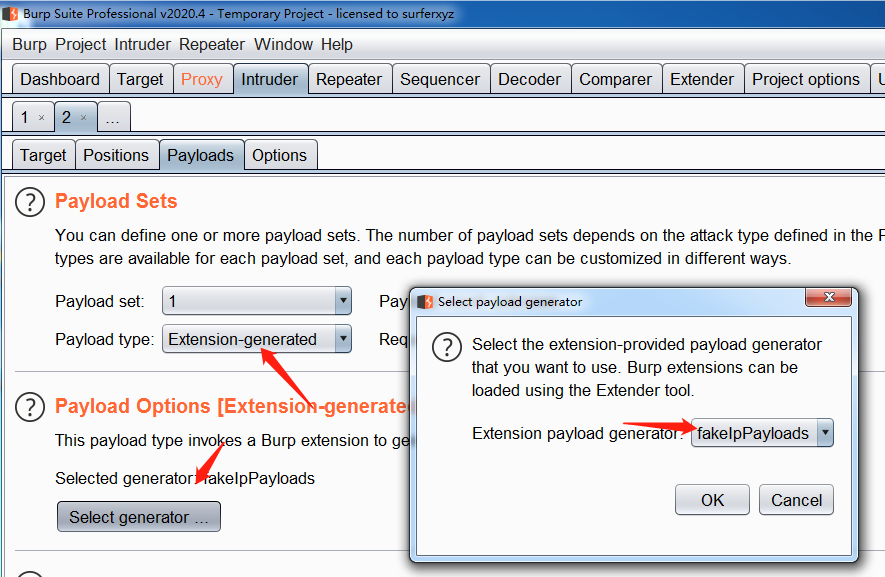 Burp Suite Professional v2020.4 - Temporary Project - licensed to surferxyz
Burp Project Intruder Repeater Window Help
Dashboard Target Proxy Intruder Repeater Sequencer Decoder Comparer Extender Project options
1 × 2 × ...
Target Positions Payloads Options
? Payload Sets
You can define one or more payload sets. The number of payload sets depends on the attack type defined in the
types are available for each payload set, and each payload type can be customized in different ways.
Payload set: 1
Payload type: Extension-generated
? Payload Options [Extension-generated
This payload type invokes a Burp extension to
Selected generator: fakeIpPayloads
Select generator ...
Select payload generator
? Select the extension-provided payload generator
that you want to use. Burp extensions can be
loaded using the Extender tool.
Extension payload generator: fakeIpPayloads
OK Cancel